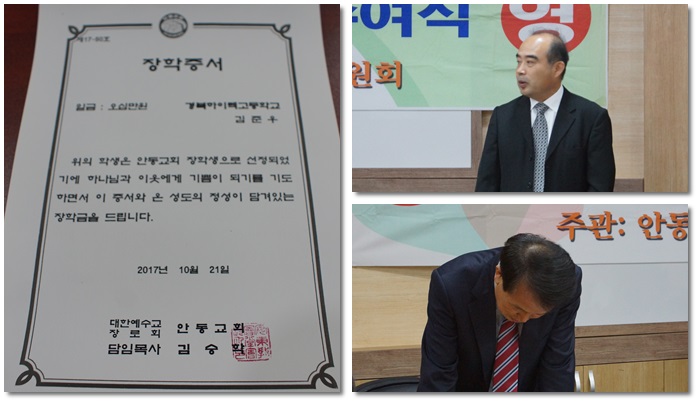 제17-80호
장학증서
일금 : 오십만원 경북하이텍고등학교
김준우
위의 학생은 안동교회 장학생으로 선정되었
기에 하나님과 이웃에게 기쁨이 되기를 기도
하면서 이 증서와 온 성도의 정성이 담겨있는
장학금을 드립니다.
2017년 10월 21일
대한예수교
장로회 안동교회
담임목사 김승학
여식 영
원회
주관: 안동